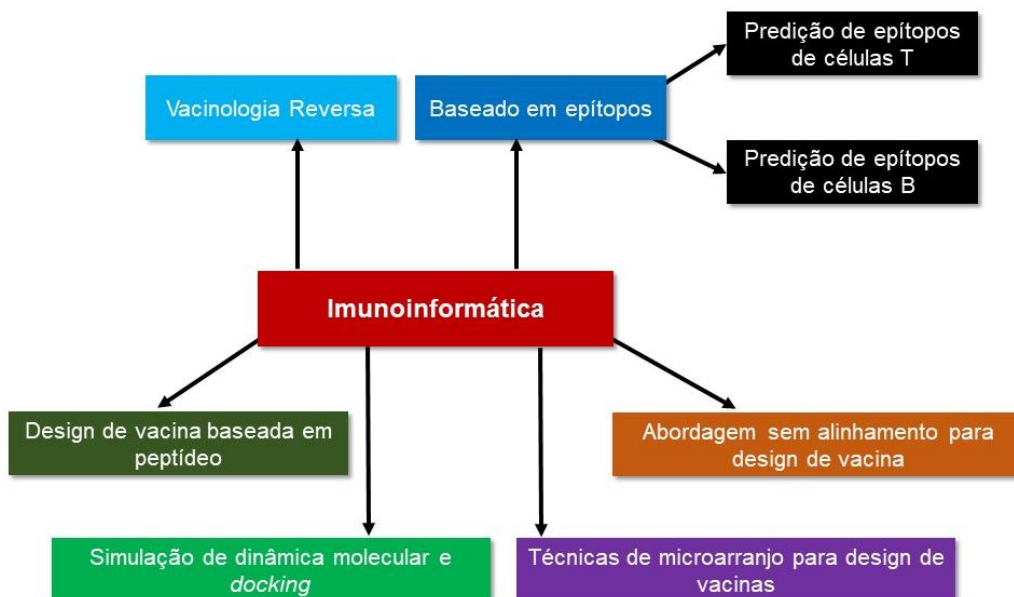 Predição de epítopos
de células T
Vacinologia Reversa
Baseado em epítopos
Predição de epítopos
de células B
Imunoinformática
Design de vacina baseada em
peptídeo
Abordagem sem alinhamento para
design de vacina
Simulação de dinâmica molecular e
docking
Técnicas de microarranjo para design de
vacinas